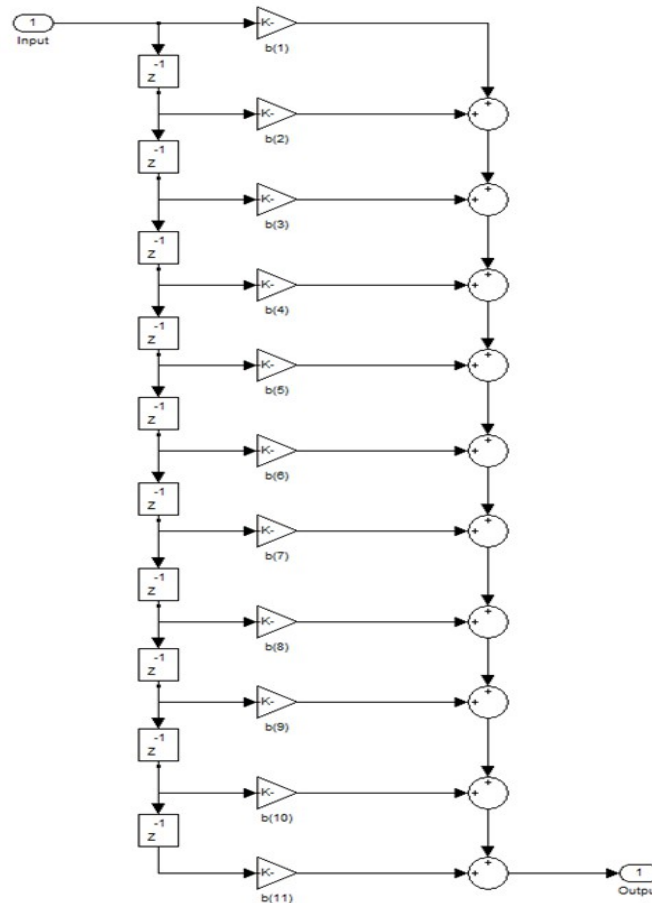 1
Input
K-
b(1)
-1
z
+
+
K-
b(2)
-1
z
+
+
K-
b(3)
-1
z
+
+
K-
b(4)
-1
z
+
+
K-
b(5)
-1
z
+
+
K-
b(6)
-1
z
+
+
K-
b(7)
-1
z
+
+
K-
b(8)
-1
z
+
+
K-
b(9)
-1
z
+
+
K-
b(10)
-1
z
+
+
K-
b(11)
1
Outpu